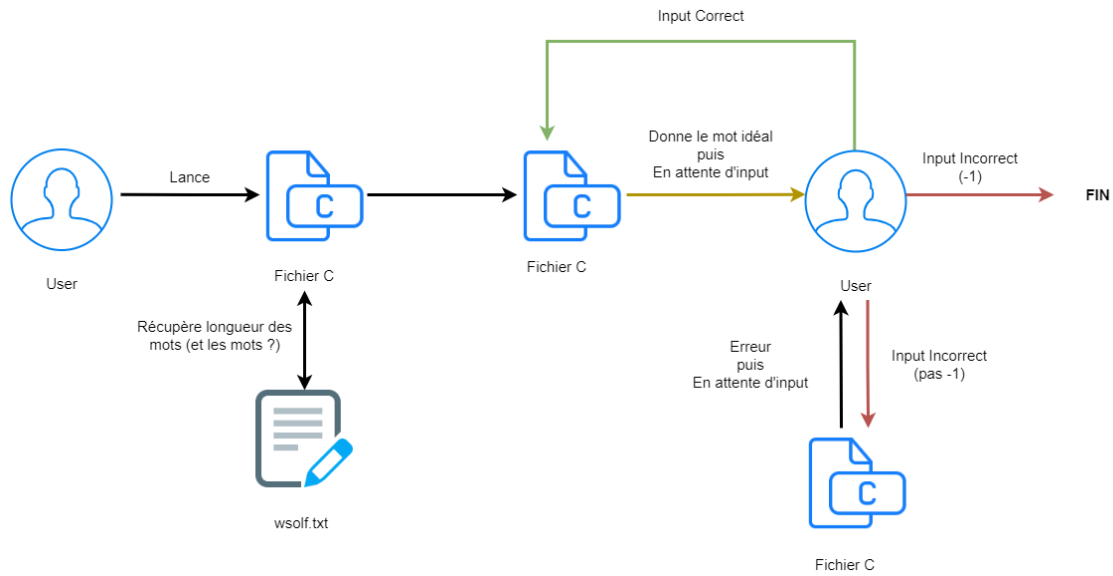 Input Correct
Donne le mot idéal
puis
En attente d'input
Lance
C
C
Input Incorrect
(-1)
FIN
User
Fichier C
Fichier C
User
Récupère longueur des
mots (et les mots ?)
Erreur
puis
En attente d'input
Input Incorrect
(pas -1)
C
wsolf.txt
Fichier C